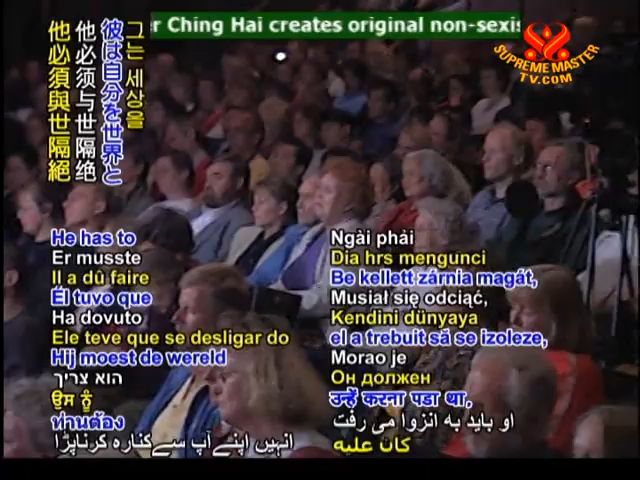 er Ching Hai creates original non-sexis
SUPREME MASTER
TV.COM
그는 세상을
彼は自分を世界と
他必须与世隔绝
他必須與世隔絕
He has to
Er musste
Il a dû faire
Él tuvo que
Ha dovuto
Ele teve que se desligar do
Hij moest de wereld
הוא צריך
ਉਸ ਨੂੰ
ท่านต้อง
انہیں اپنے آپ سے کنارہ کرناپڑا
Ngài phải
Dia hrs mengunci
Be kellett zárnia magát,
Musiał się odciąć,
Kendini dünyaya
el a trebuit să se izoleze,
Morao je
Он должен
उन्हें करना पडा था,
او باید به انزوا می رفت
كان عليه